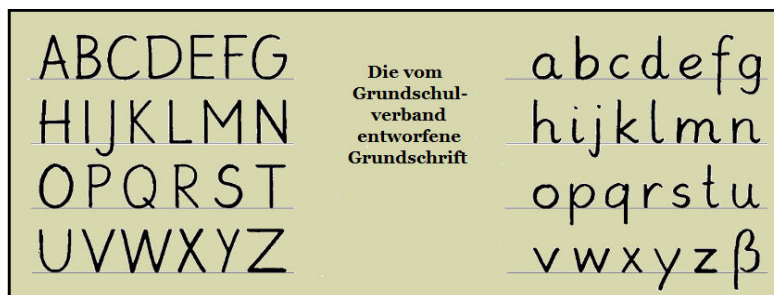 ABCDEFG
HIJKLMN
OPQRST
UVWXYZ
Die vom
Grundschul-
verband
entworfene
Grundschrift
abcdefg
hijklmn
opqrstu
vwxyzß